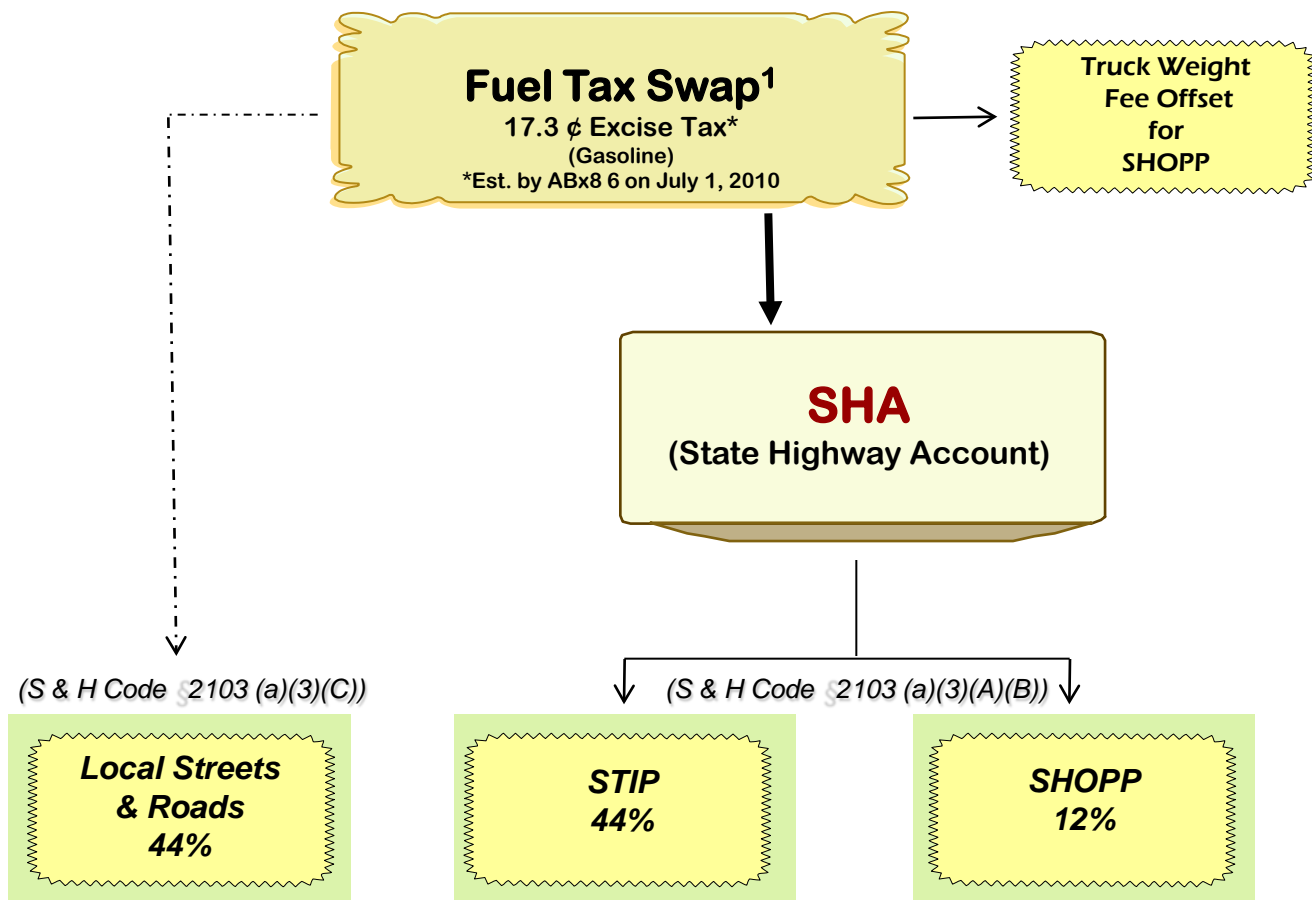 Fuel Tax Swap¹
17.3 ¢ Excise Tax*
(Gasoline)
*Est. by ABx8 6 on July 1, 2010
Truck Weight
Fee Offset
for
SHOPP
SHA
(State Highway Account)
(S & H Code §2103 (a)(3)(C))
(S & H Code §2103 (a)(3)(A)(B))
Local Streets
& Roads
44%
STIP
44%
SHOPP
12%